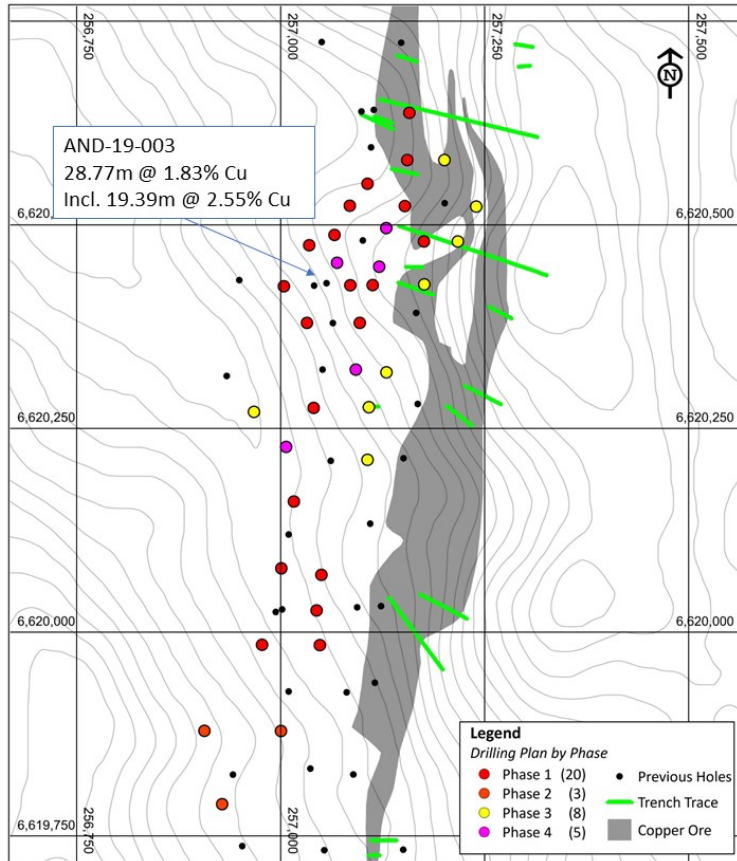 256,750
257,000
257,250
257,500
N
AND-19-003
28.77m @ 1.83% Cu
Incl. 19.39m @ 2.55% Cu
6,620,
6,620,500
6,620,250
6,620,250
6,620,000
6,620,000
6,619,750
256,750
257,000
Legend
Drilling Plan by Phase
Phase 1 (20)
Phase 2 (3)
Phase 3 (8)
Phase 4 (5)
Previous Holes
Trench Trace
Copper Ore